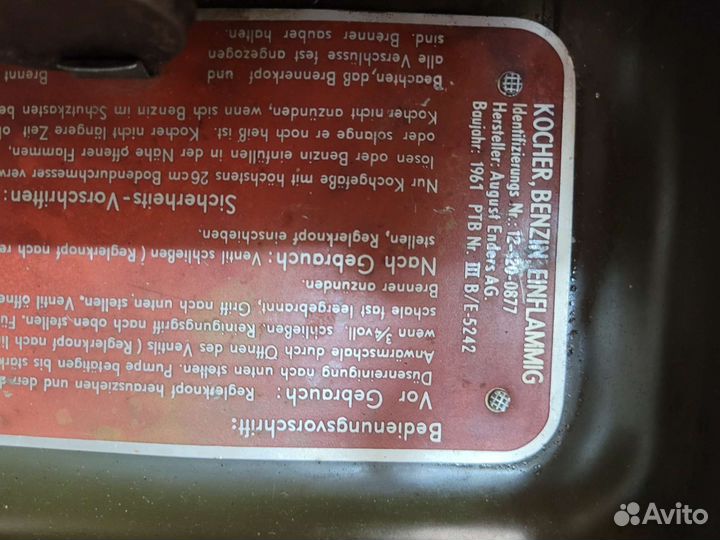 KOCHER, BENZIN EINFLAMMIG
Identifizierungs Nr.: 12-120-0877
Hersteller: August Enders AG.
Baujahr: 1961 PTB Nr. III B/E-5242
Bedienungsvorschrift:
Vor Gebrauch: Reglerknopf herausziehen und den
Düsenreinigung nach unten stellen. Pumpe betätigen bis
Anwärmschale durch Öffnen des Ventils (Reglerknopf nach
wenn ¾ voll, schließen. Reinigungsgriff nach oben stellen.
schale fast leergebrannt, Griff nach unten stellen, Ventil
Brenner anzünden.
Nach Gebrauch: Ventil schließen (Reglerknopf nach
stellen, Reglerknopf einschieben.
Sicherheits-Vorschriften:
Nur Kochgefäße mit höchstens 26cm Bodendurchmesser
lösen oder Benzin einfüllen in der Nähe offener Flammen,
oder solange er noch heiß ist. Kocher nicht längere Zeit
Kocher nicht anzünden, wenn sich Benzin im Schutzkasten
Beachten, daß Brennerkopf und Brennt
alle Verschlüsse fest angezogen
sind. Brenner sauber halten.
Avito